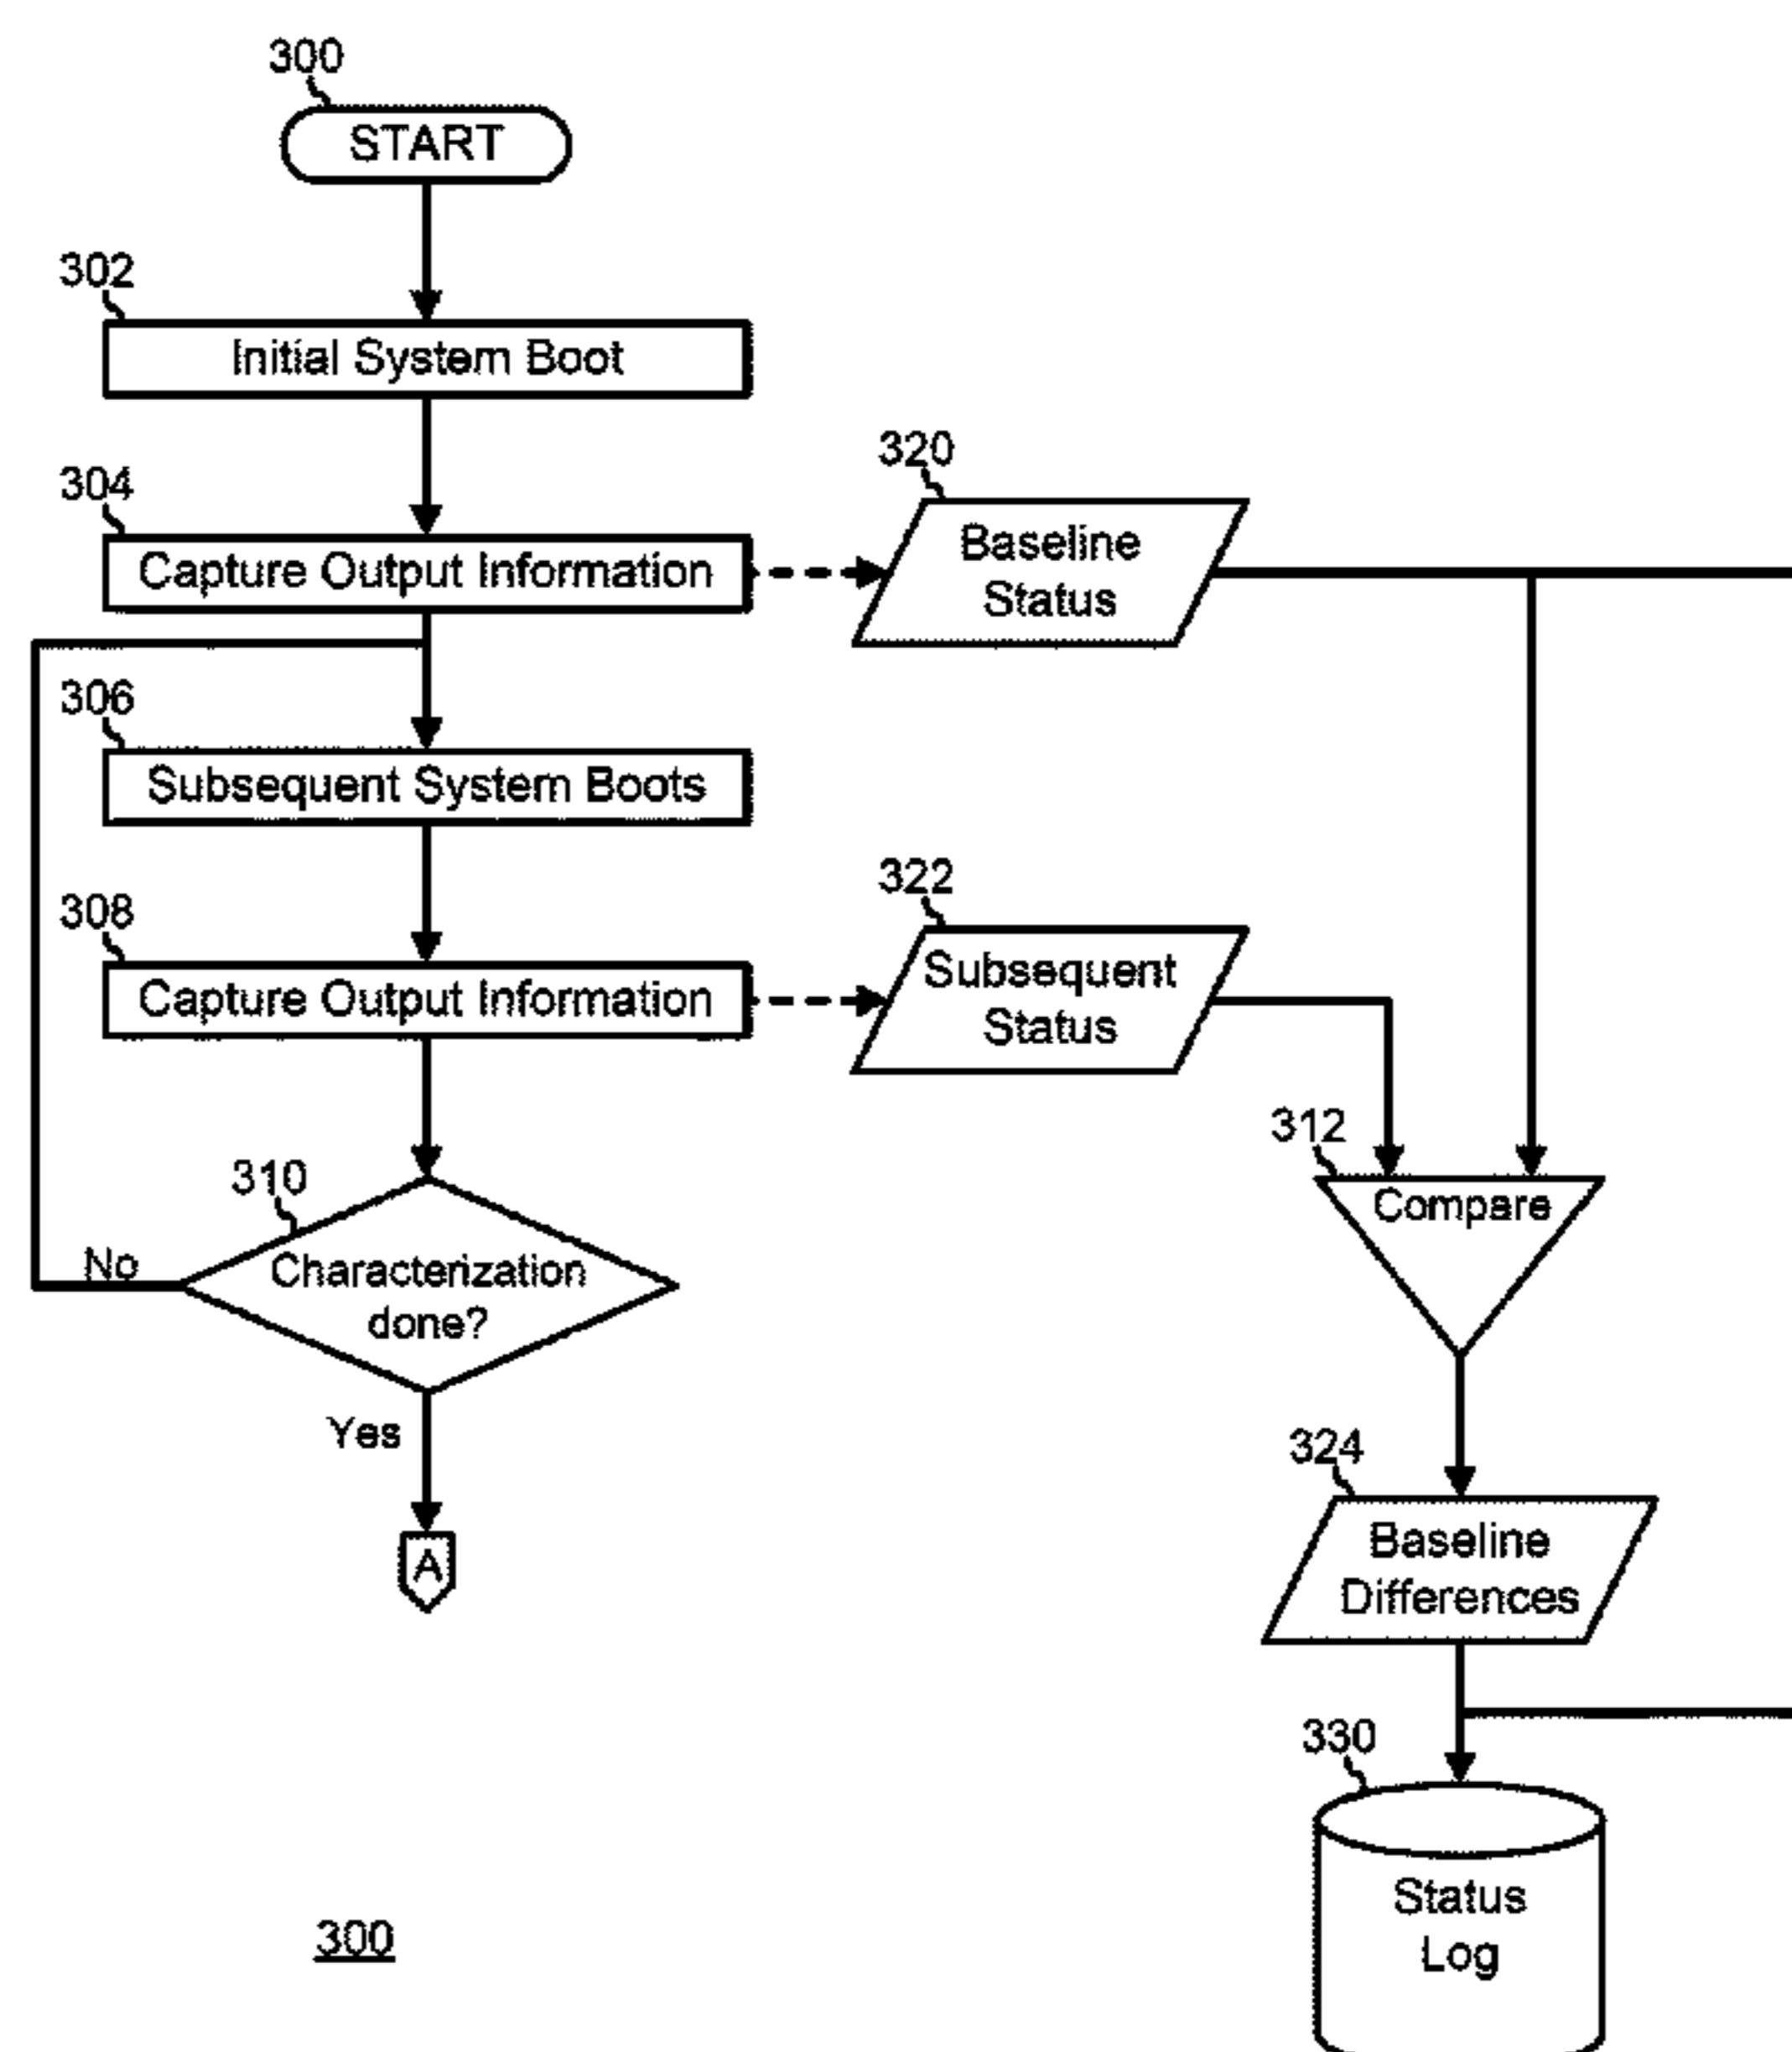 300
START
302
Initial System Boot
304
Capture Output Information
320
Baseline
Status
306
Subsequent System Boots
308
Capture Output Information
322
Subsequent
Status
312
Compare
310
Characterization
done?
No
Yes
A
324
Baseline
Differences
330
Status
Log
300